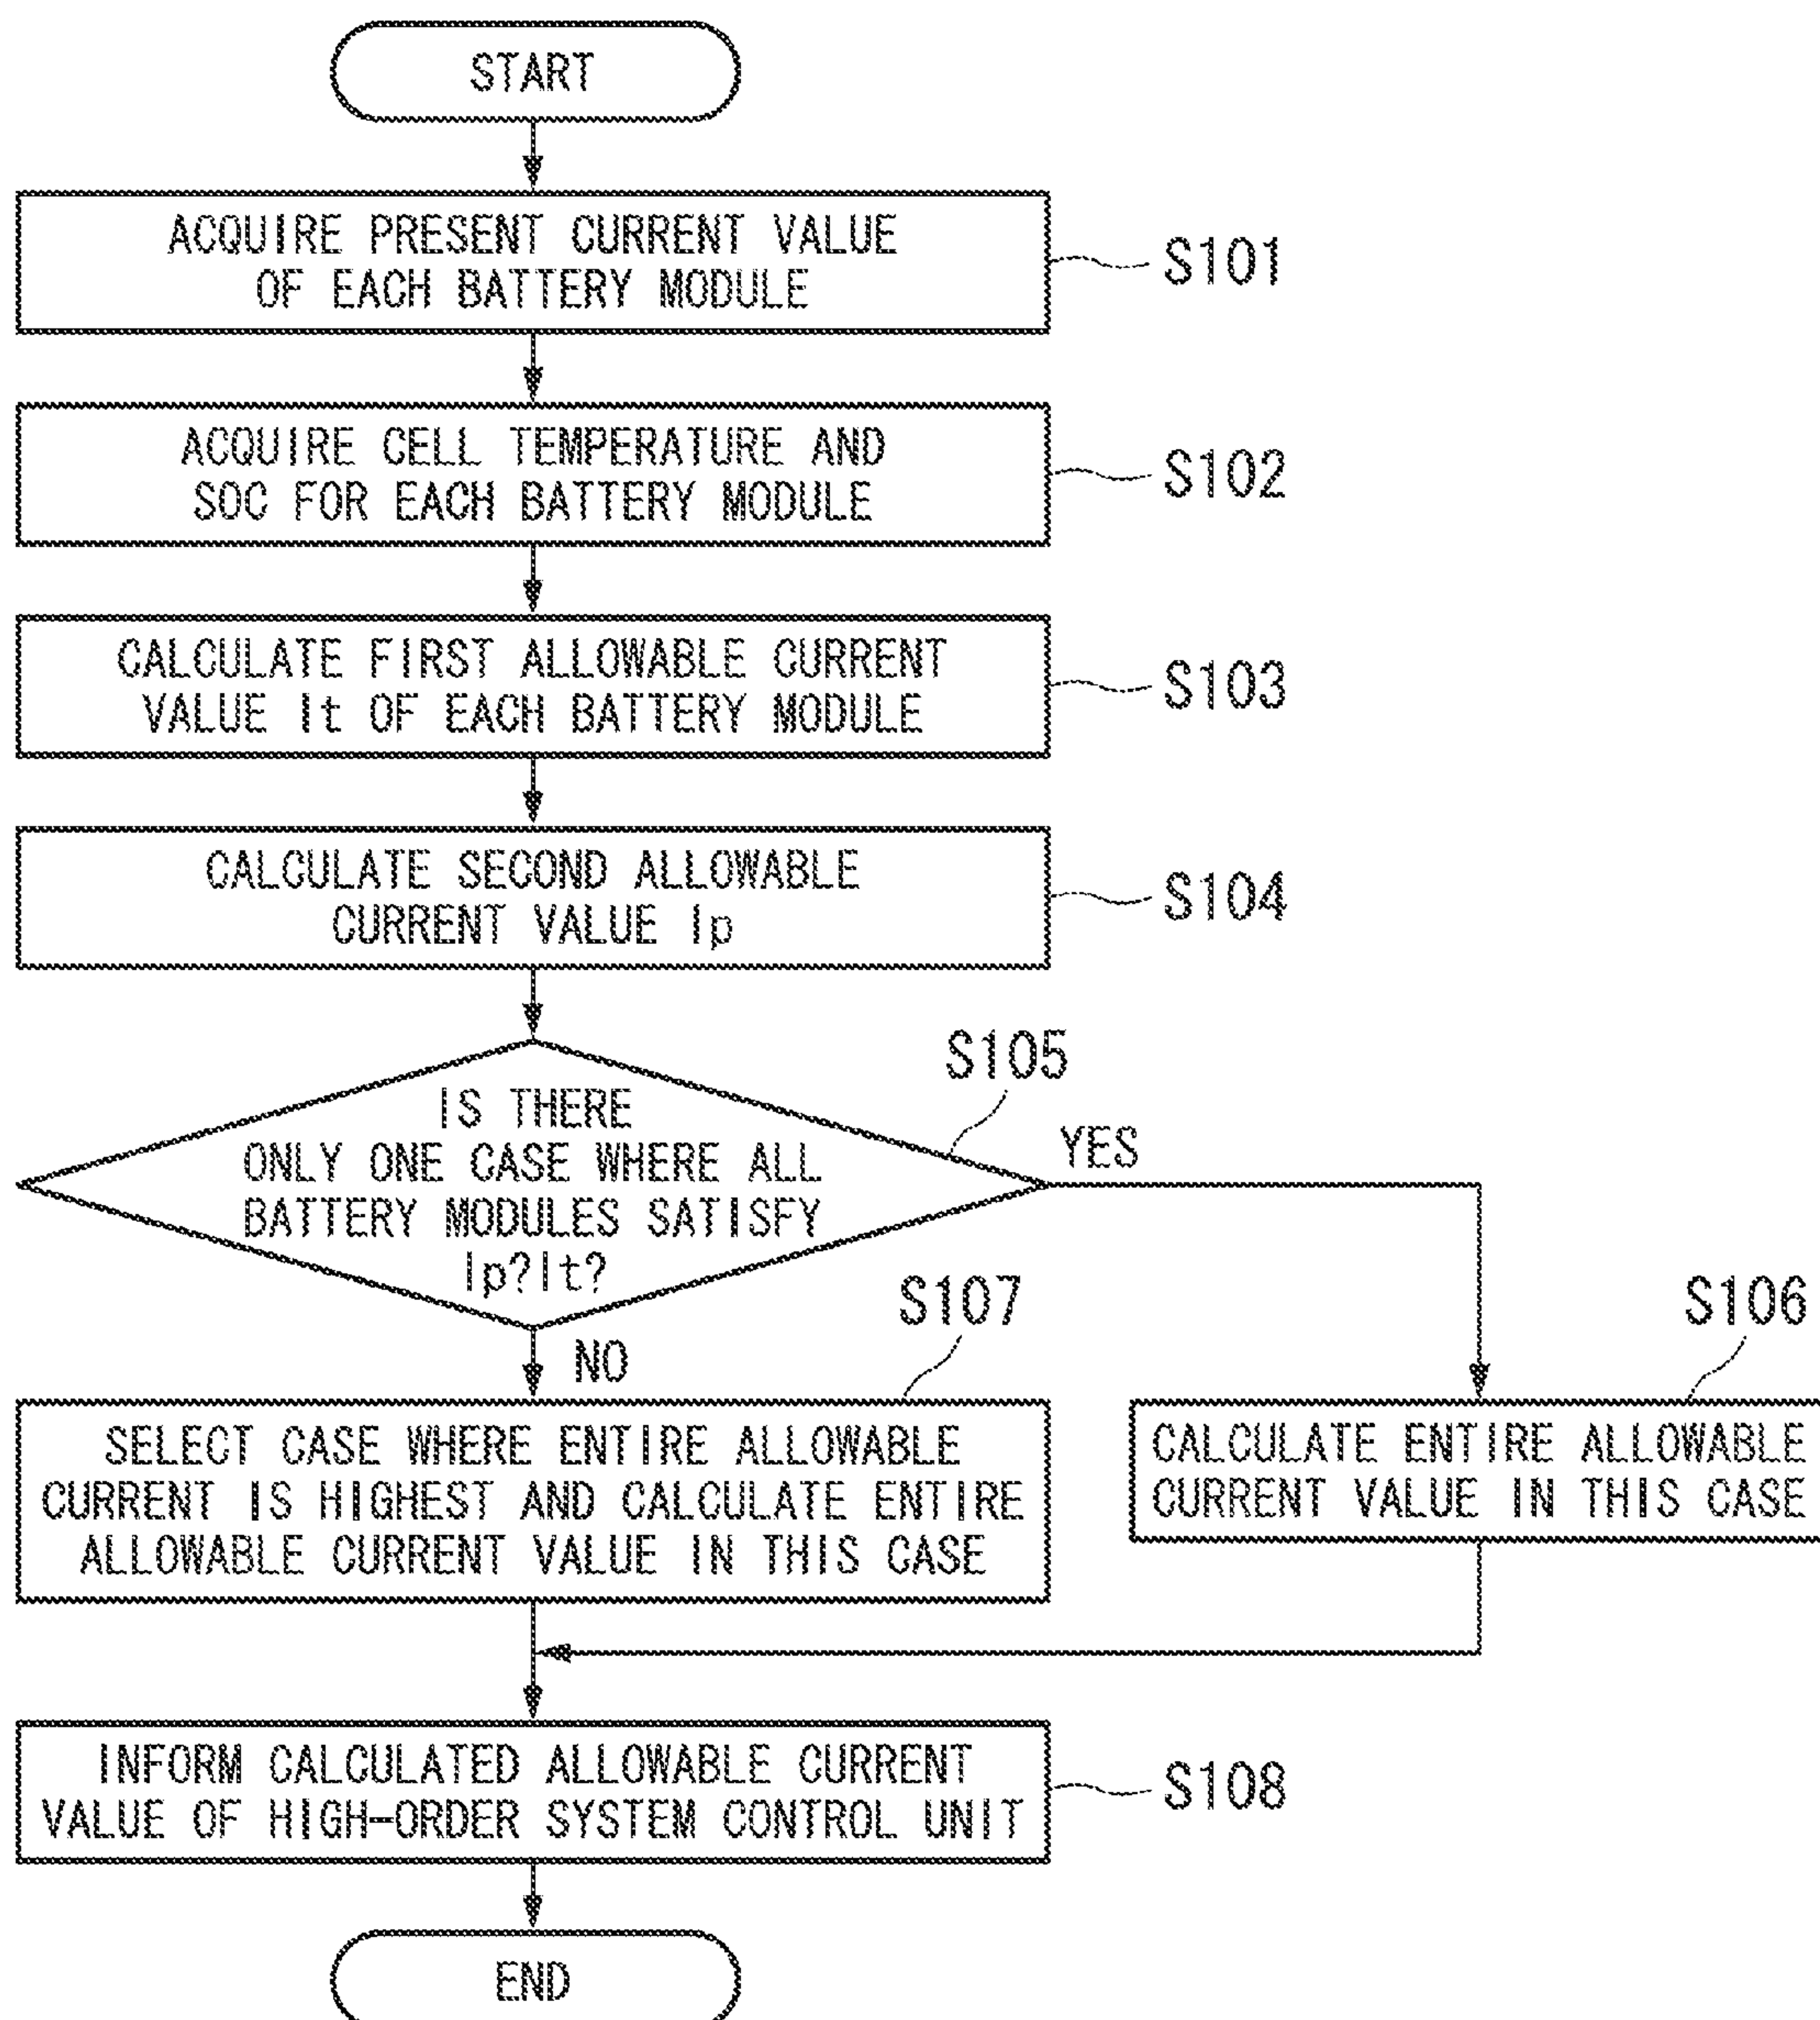 START
ACQUIRE PRESENT CURRENT VALUE
OF EACH BATTERY MODULE
S101
ACQUIRE CELL TEMPERATURE AND
SOC FOR EACH BATTERY MODULE
S102
CALCULATE FIRST ALLOWABLE CURRENT
VALUE It OF EACH BATTERY MODULE
S103
CALCULATE SECOND ALLOWABLE
CURRENT VALUE Ip
S104
S105
IS THERE
ONLY ONE CASE WHERE ALL
BATTERY MODULES SATISFY
Ip?It?
YES
NO
S107
SELECT CASE WHERE ENTIRE ALLOWABLE
CURRENT IS HIGHEST AND CALCULATE ENTIRE
ALLOWABLE CURRENT VALUE IN THIS CASE
S106
CALCULATE ENTIRE ALLOWABLE
CURRENT VALUE IN THIS CASE
INFORM CALCULATED ALLOWABLE CURRENT
VALUE OF HIGH-ORDER SYSTEM CONTROL UNIT
S108
END